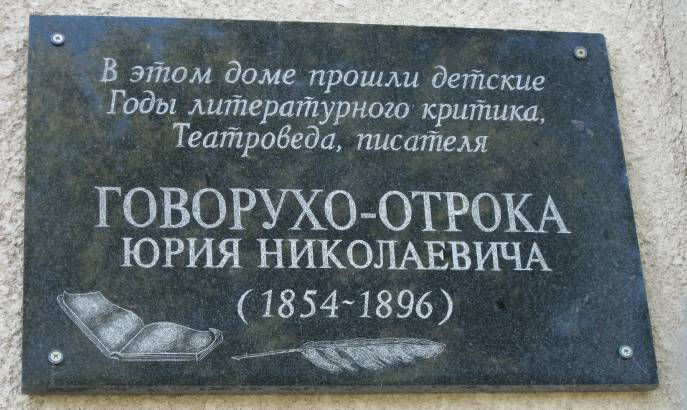 В этом доме прошли детские
Годы литературного критика,
Театроведа, писателя
ГОВОРУХО-ОТРОКА
ЮРИЯ НИКОЛАЕВИЧА
(1854~1896)